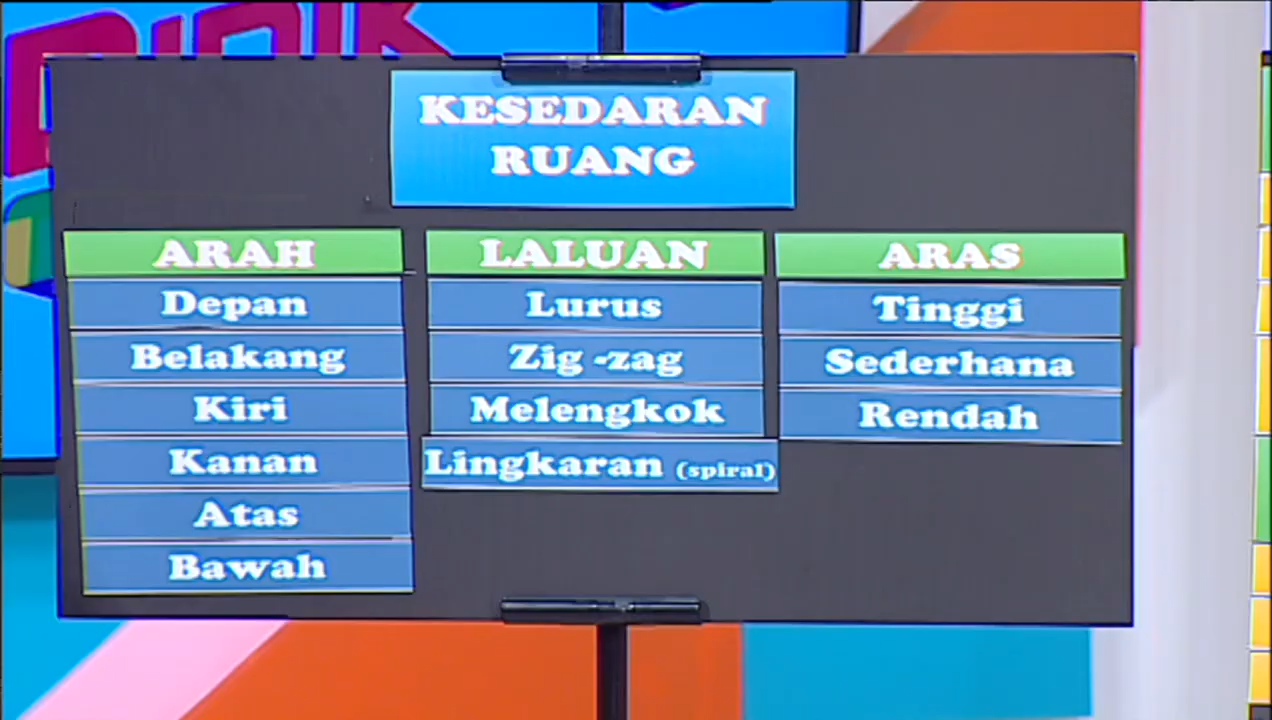 DIDIK
KESEDARAN
RUANG
ARAH
Depan
Belakang
Kiri
Kanan
Atas
Bawah
LALUAN
Lurus
Zig -zag
Melengkok
Lingkaran (spiral)
ARAS
Tinggi
Sederhana
Rendah